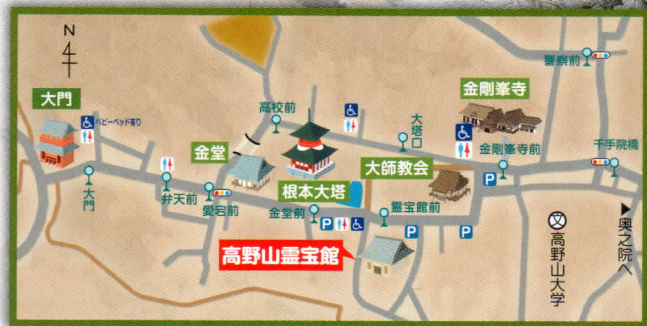 N
大門
ベビーベッド有り
高校前
大塔口
金剛峯寺
警察前
金堂
根本大塔
大師教会
金剛峯寺前
千手院橋
大門
弁天前
愛宕前
金堂前
霊宝館前
P
P
P
P
高野山霊宝館
文
高野山大学
▶奥之院へ